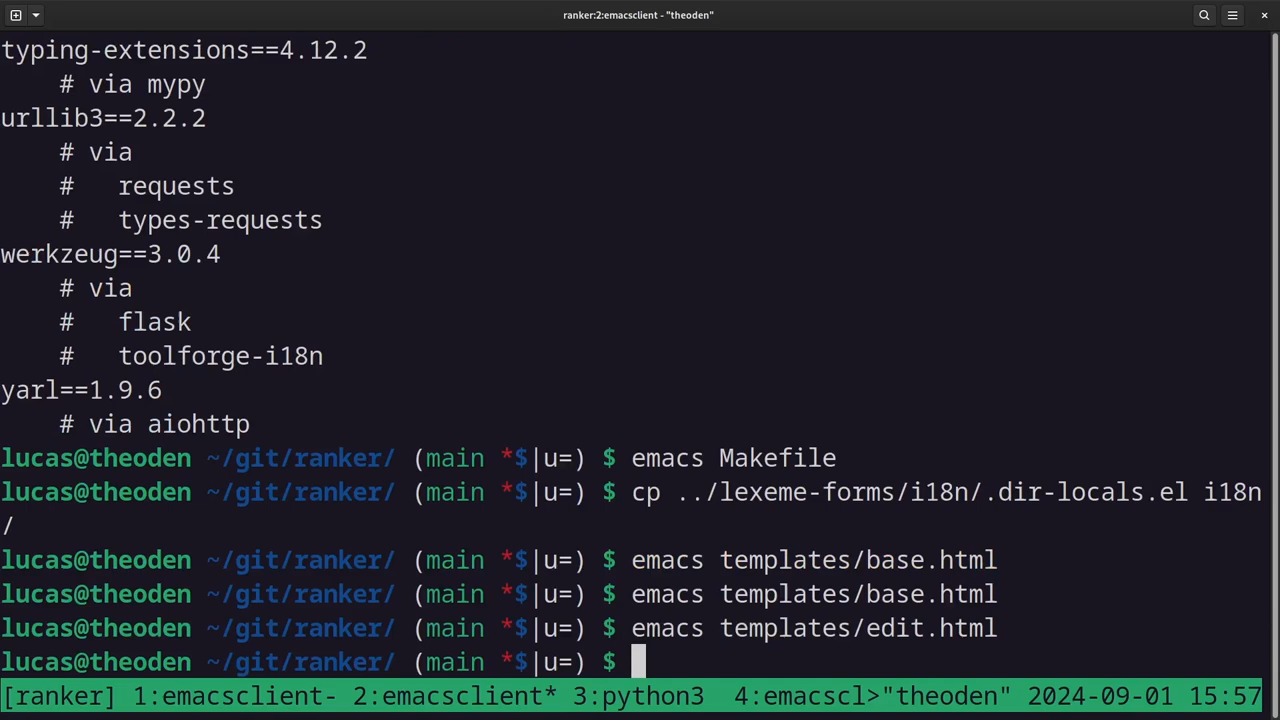 ranker:2:emacsclient - "theoden"
typing-extensions==4.12.2
    # via mypy
urllib3==2.2.2
    # via
    #   requests
    #   types-requests
werkzeug==3.0.4
    # via
    #   flask
    #   toolforge-i18n
yarl==1.9.6
    # via aiohttp
lucas@theoden ~/git/ranker/ (main *$|u=) $ emacs Makefile
lucas@theoden ~/git/ranker/ (main *$|u=) $ cp ../lexeme-forms/i18n/.dir-locals.el i18n
/
lucas@theoden ~/git/ranker/ (main *$|u=) $ emacs templates/base.html
lucas@theoden ~/git/ranker/ (main *$|u=) $ emacs templates/base.html
lucas@theoden ~/git/ranker/ (main *$|u=) $ emacs templates/edit.html
lucas@theoden ~/git/ranker/ (main *$|u=) $
[ranker] 1:emacsclient- 2:emacsclient* 3:python3  4:emacscl>"theoden" 2024-09-01 15:57